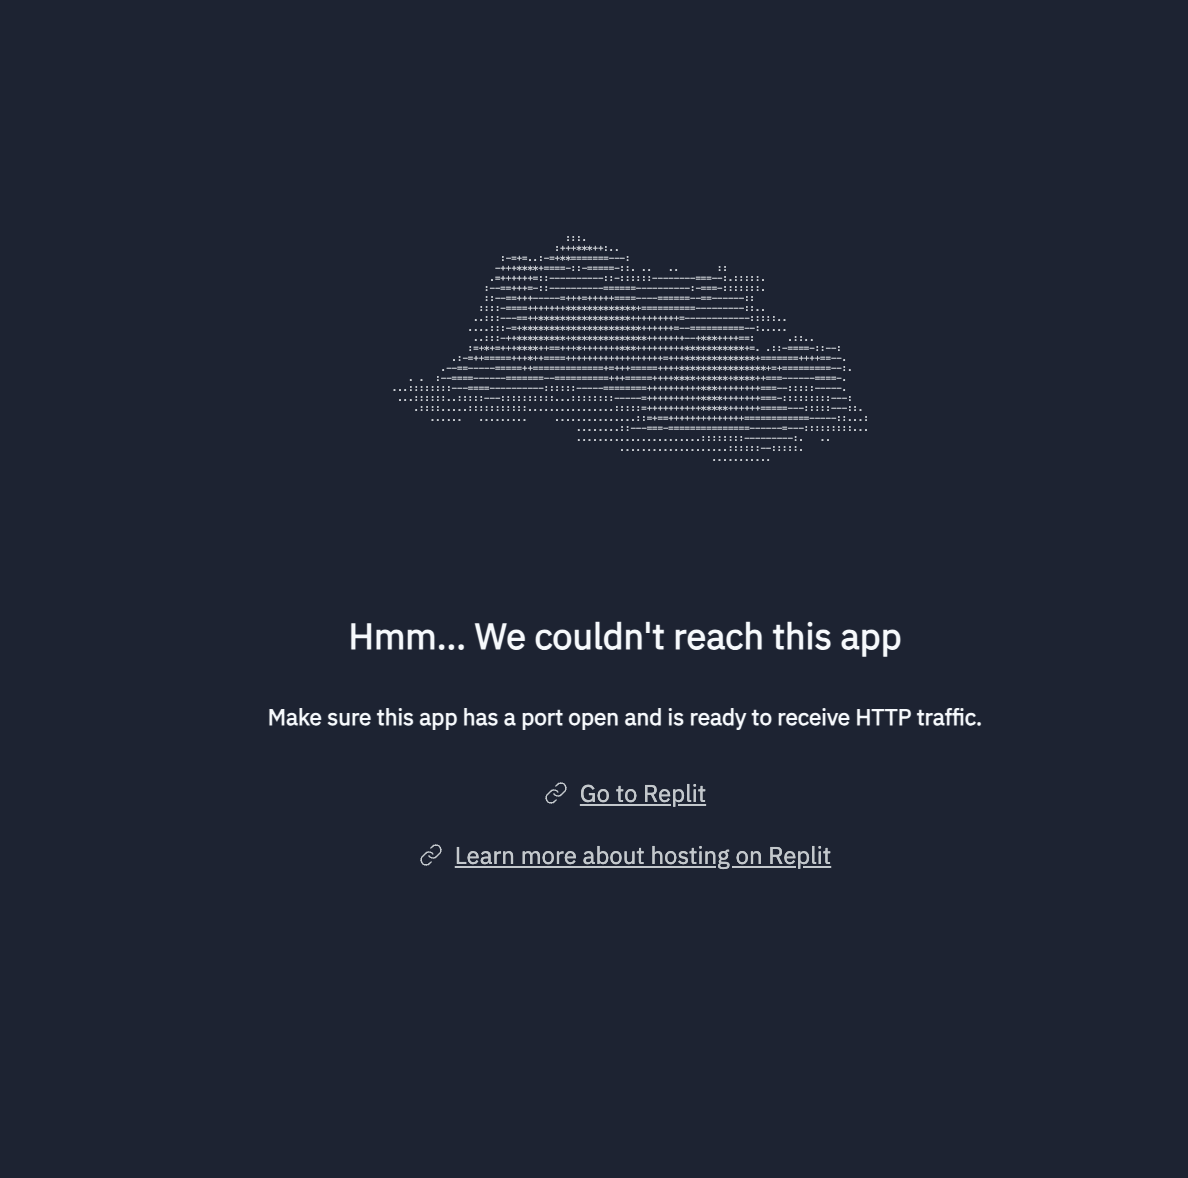 Hmm... We couldn't reach this app
Make sure this app has a port open and is ready to receive HTTP traffic.
Go to Replit
Learn more about hosting on Replit